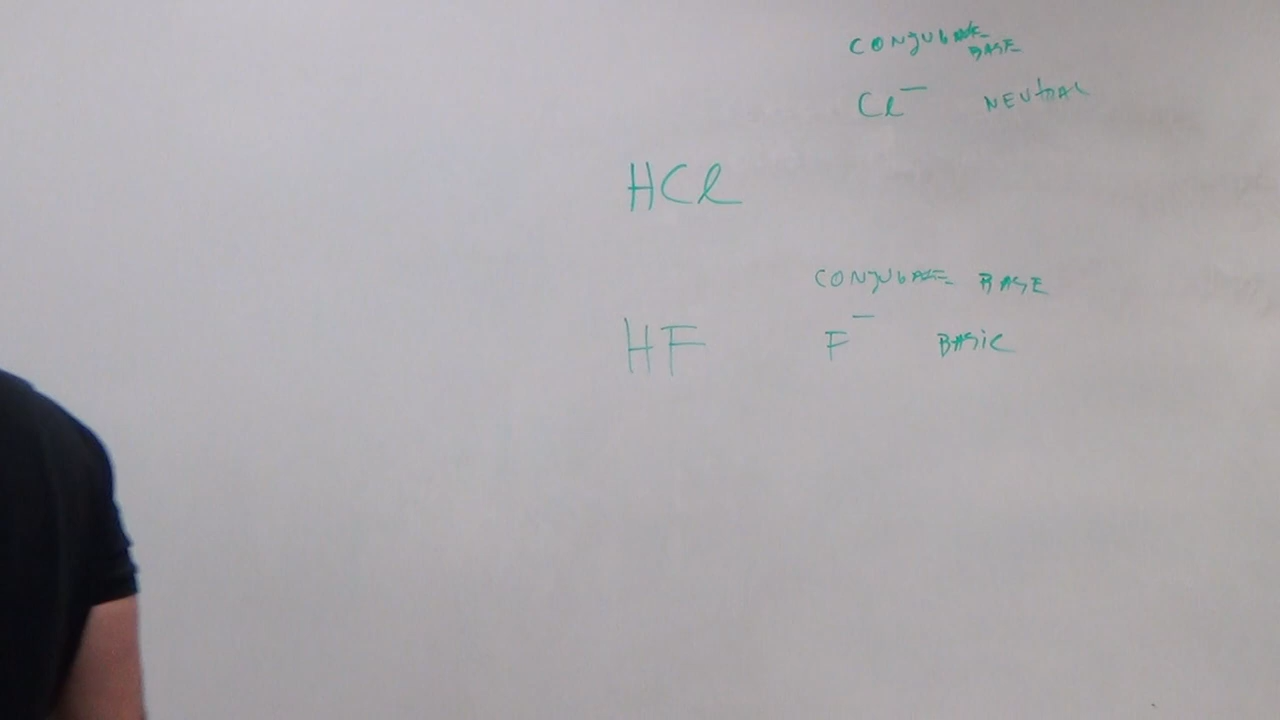 CONJUGATE
BASE
Cl⁻ NEUTRAL
HCl
CONJUGATE BASE
HF F⁻ BASIC